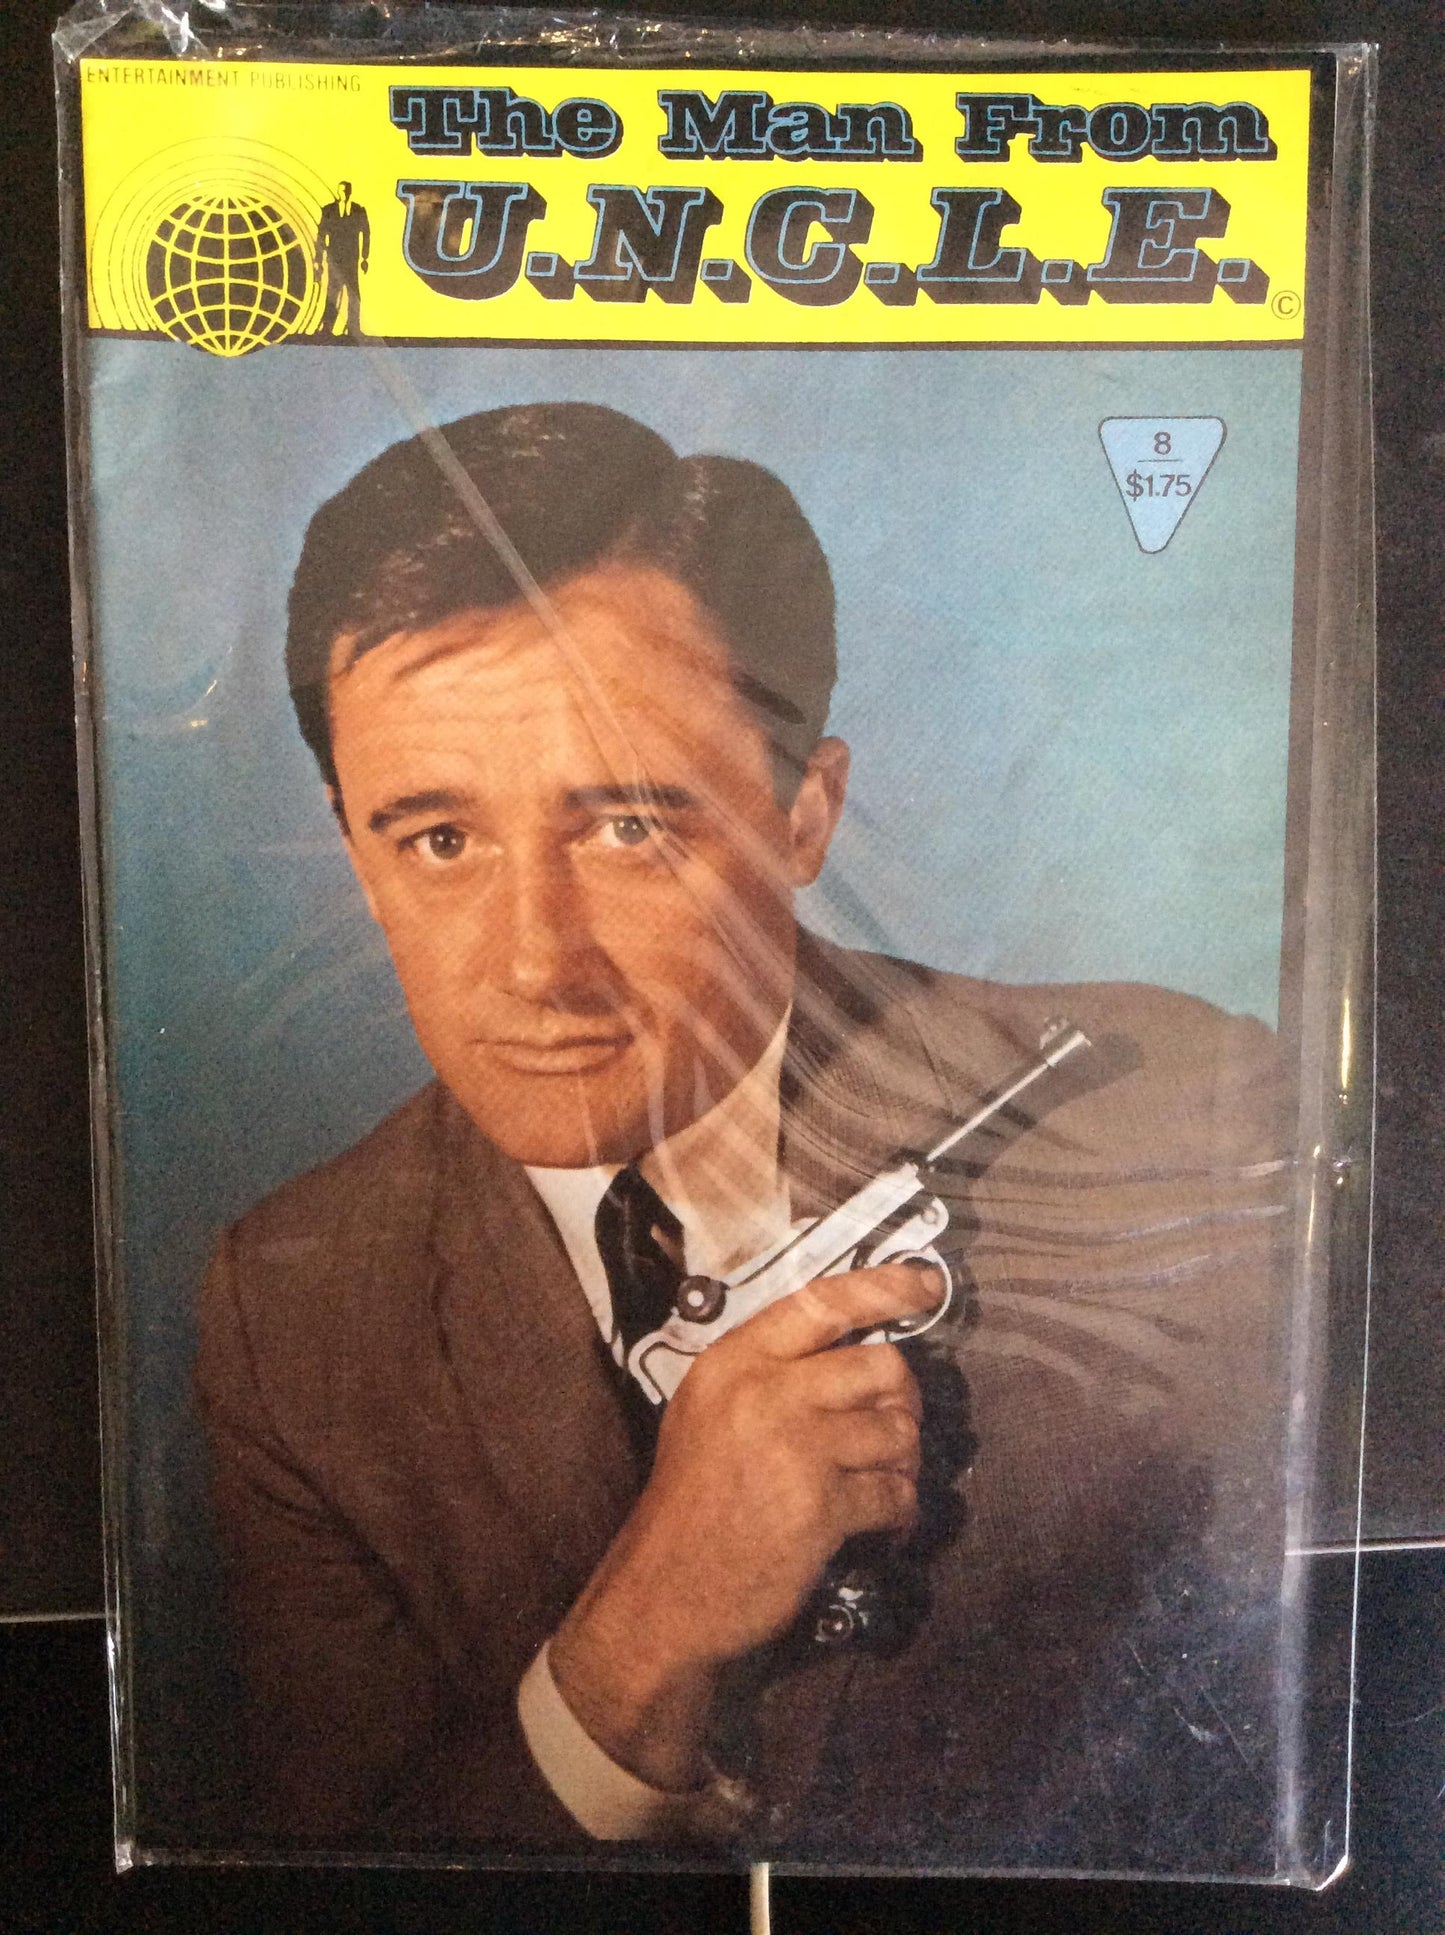 ENTERTAINMENT PUBLISHING
The Man From
U.N.C.L.E.
©
8
$1.75